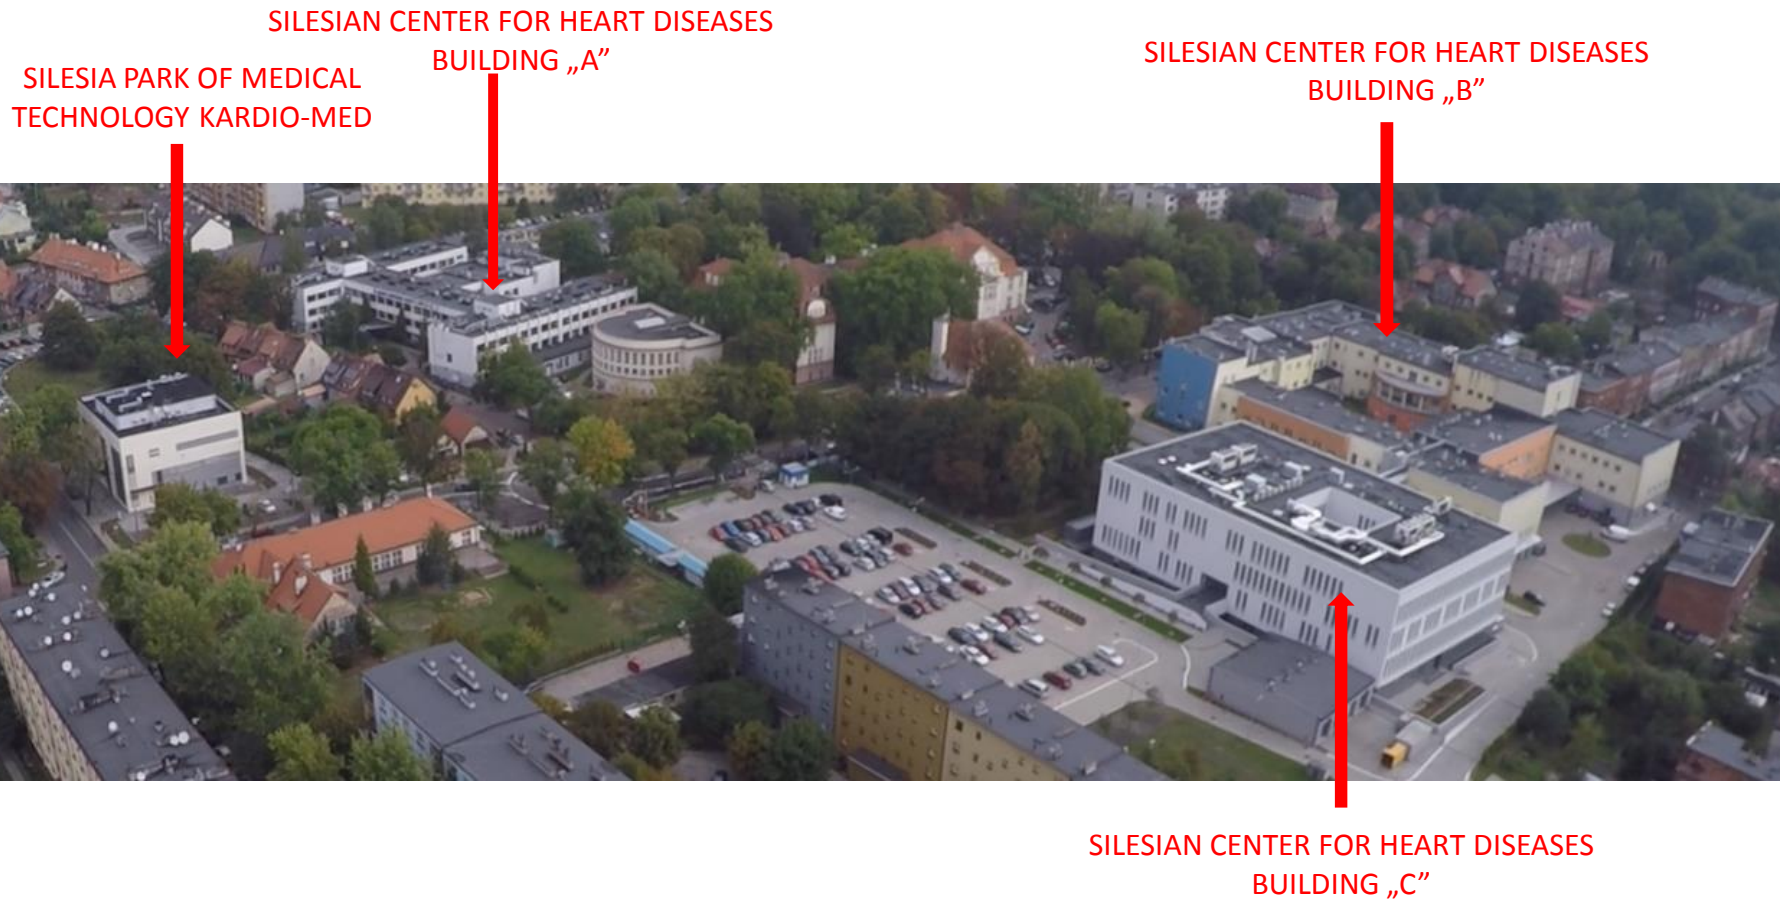 SILESIAN CENTER FOR HEART DISEASES
BUILDING „A”
SILESIA PARK OF MEDICAL
TECHNOLOGY KARDIO-MED
SILESIAN CENTER FOR HEART DISEASES
BUILDING „B”
SILESIAN CENTER FOR HEART DISEASES
BUILDING „C”